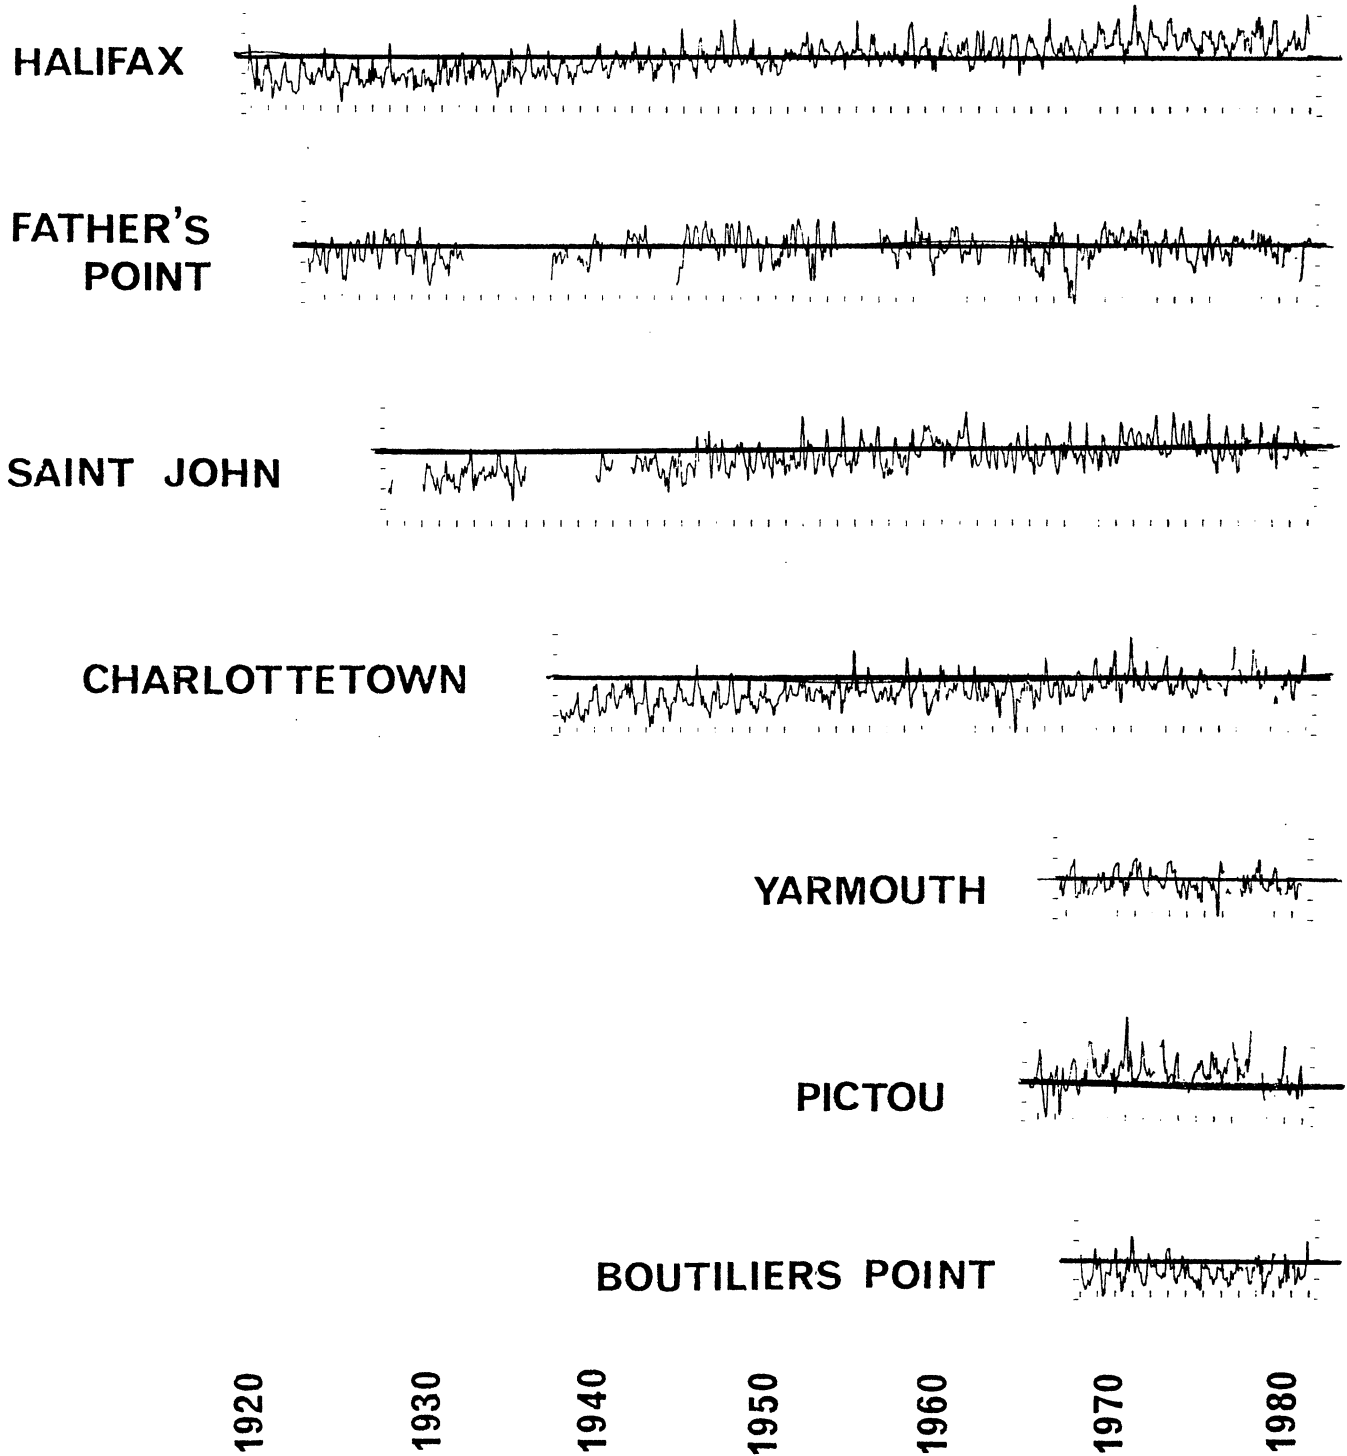 HALIFAX
FATHER'S
POINT
SAINT JOHN
CHARLOTTETOWN
YARMOUTH
PICTOU
BOUTILIERS POINT
1920
1930
1940
1950
1960
1970
1980